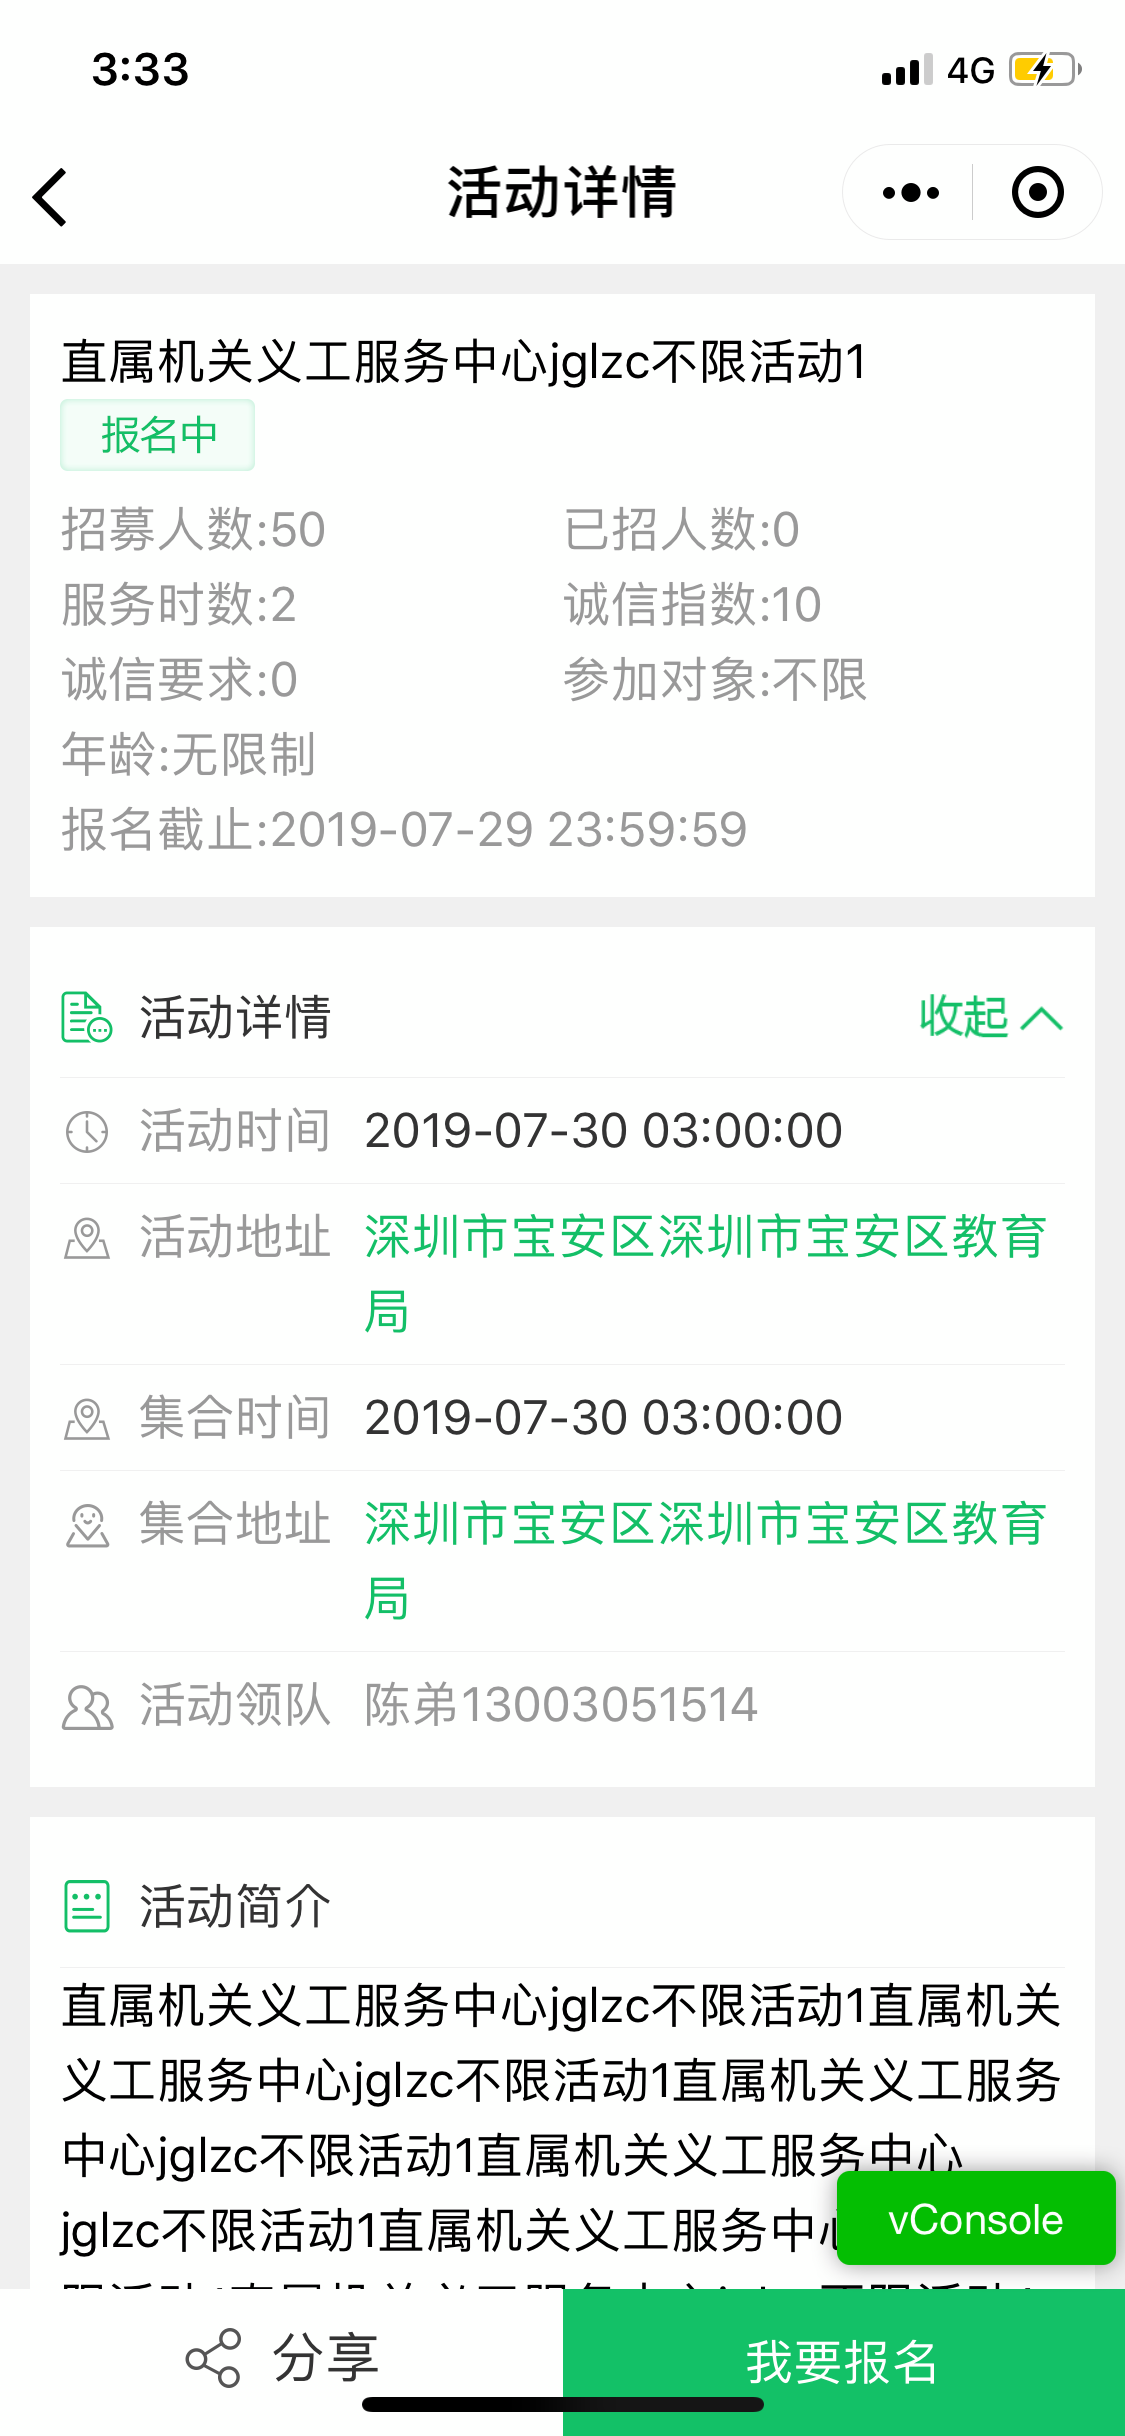 3:33
4G
活动详情
直属机关义工服务中心jglzc不限活动1
报名中
招募人数:50
已招人数:0
服务时数:2
诚信指数:10
诚信要求:0
参加对象:不限
年龄:无限制
报名截止:2019-07-29 23:59:59
活动详情
收起
活动时间 2019-07-30 03:00:00
活动地址 深圳市宝安区深圳市宝安区教育
局
集合时间 2019-07-30 03:00:00
集合地址 深圳市宝安区深圳市宝安区教育
局
活动领队 陈弟13003051514
活动简介
直属机关义工服务中心jglzc不限活动1直属机关
义工服务中心jglzc不限活动1直属机关义工服务
中心jglzc不限活动1直属机关义工服务中心
jglzc不限活动1直属机关义工服务中
vConsole
分享
我要报名